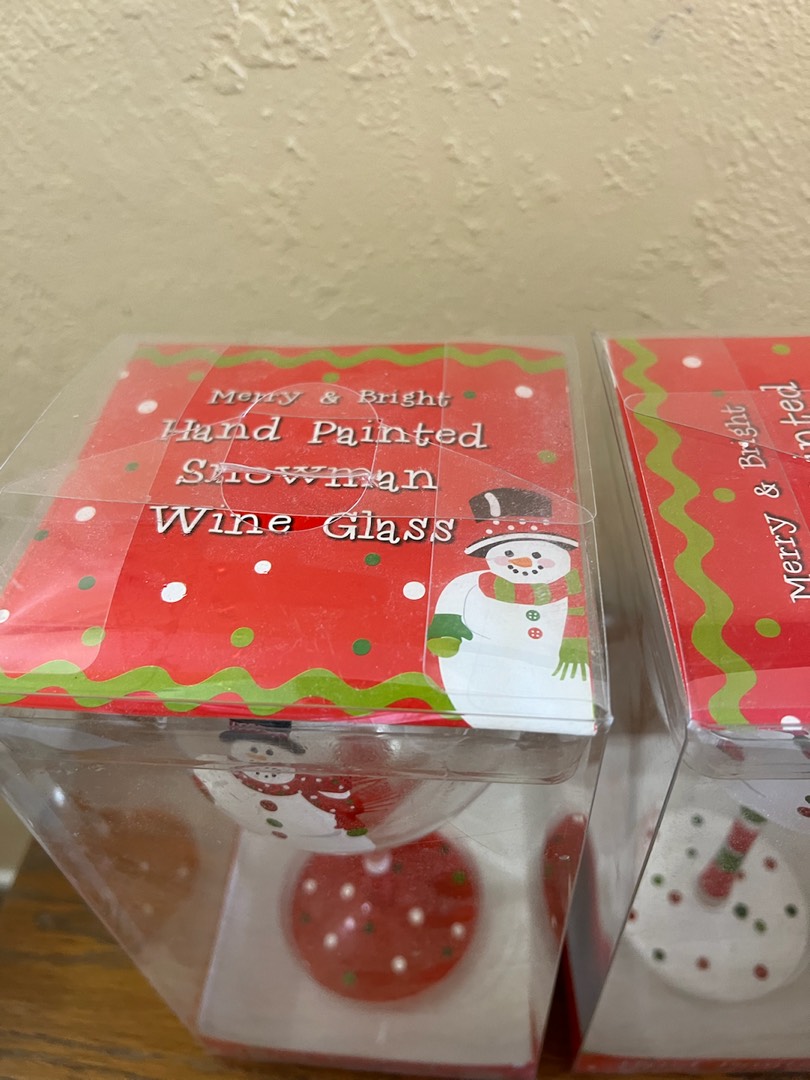 Merry & Bright
Hand Painted
Snowman
Wine Glass
Merry & Bright